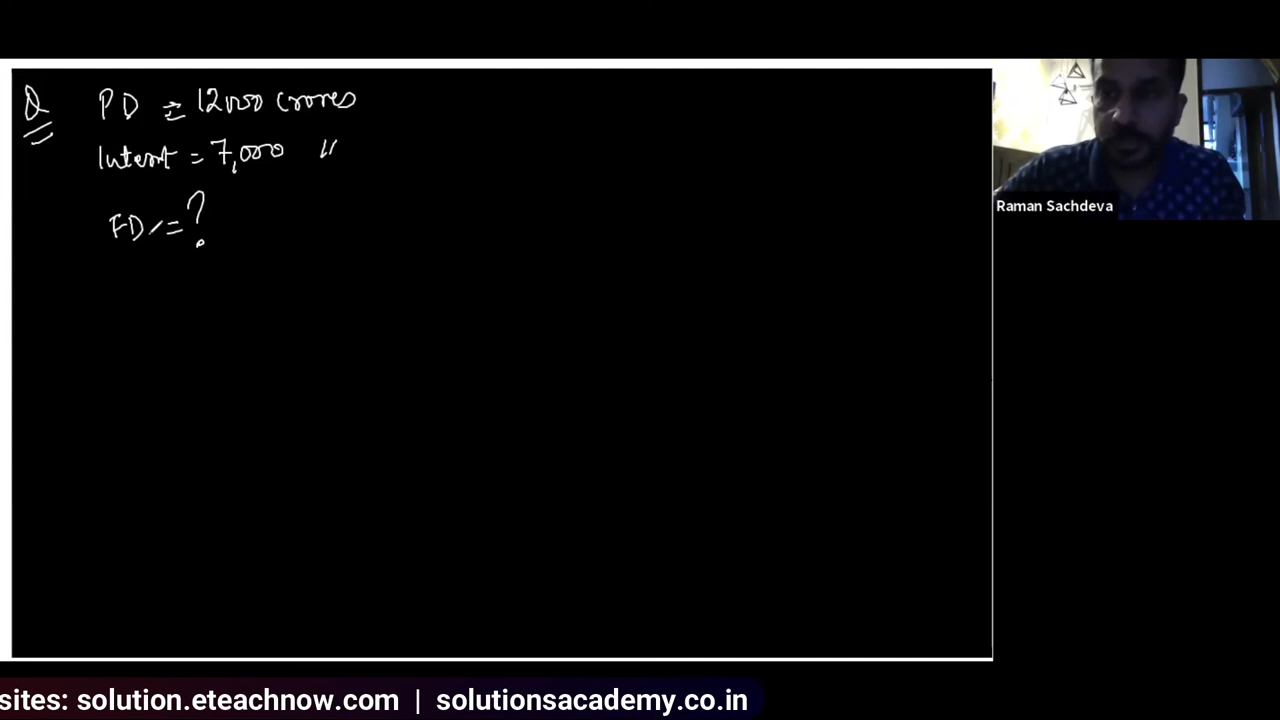 Q PD = 12000 crores
Interest = 7,000 "
FD = ?
Raman Sachdeva
sites: solution.eteachnow.com | solutionsacademy.co.in